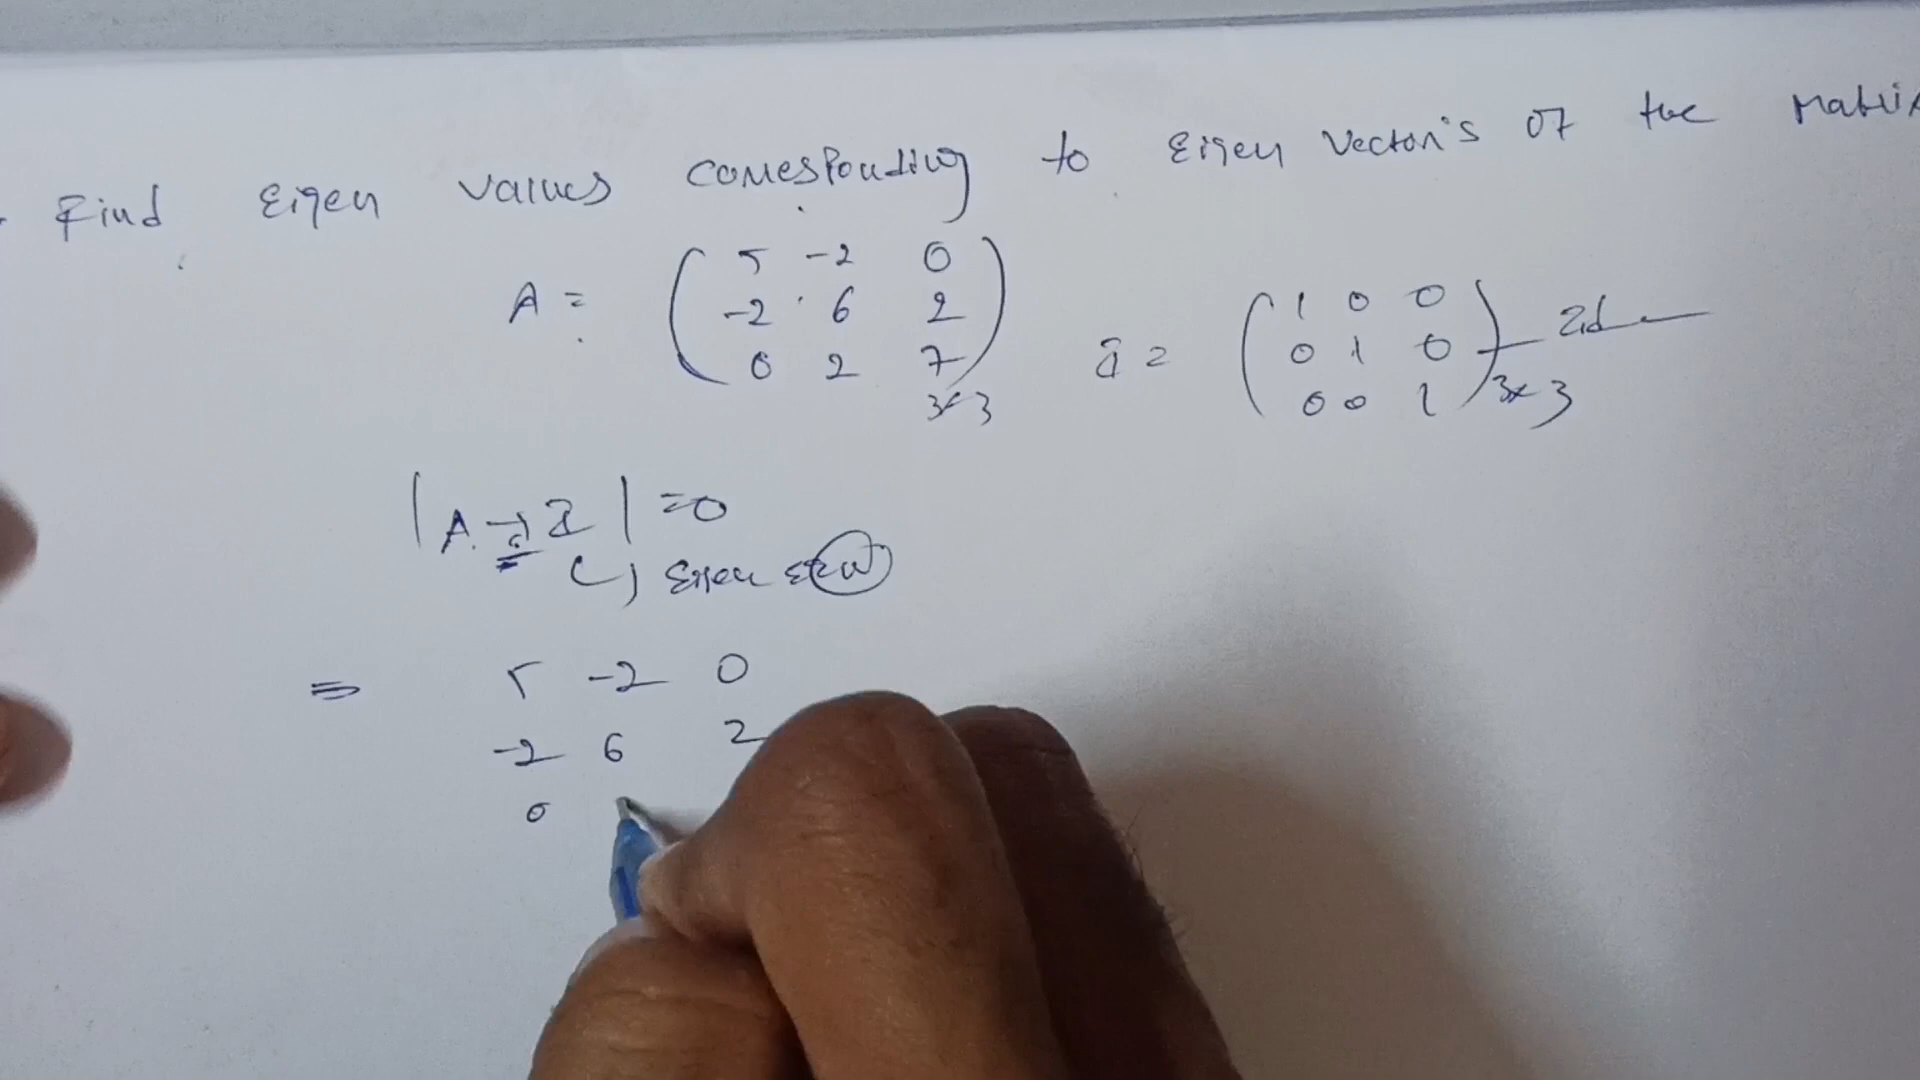 Find Eigen values corresponding to Eigen Vector's of the Matrix
A = ( 5 -2 0
-2 6 2
0 2 7 ) 3×3
I = ( 1 0 0
0 1 0
0 0 1 ) 3×3
|A-λI| =0
⇒ 5 -2 0
-2 6 2
0